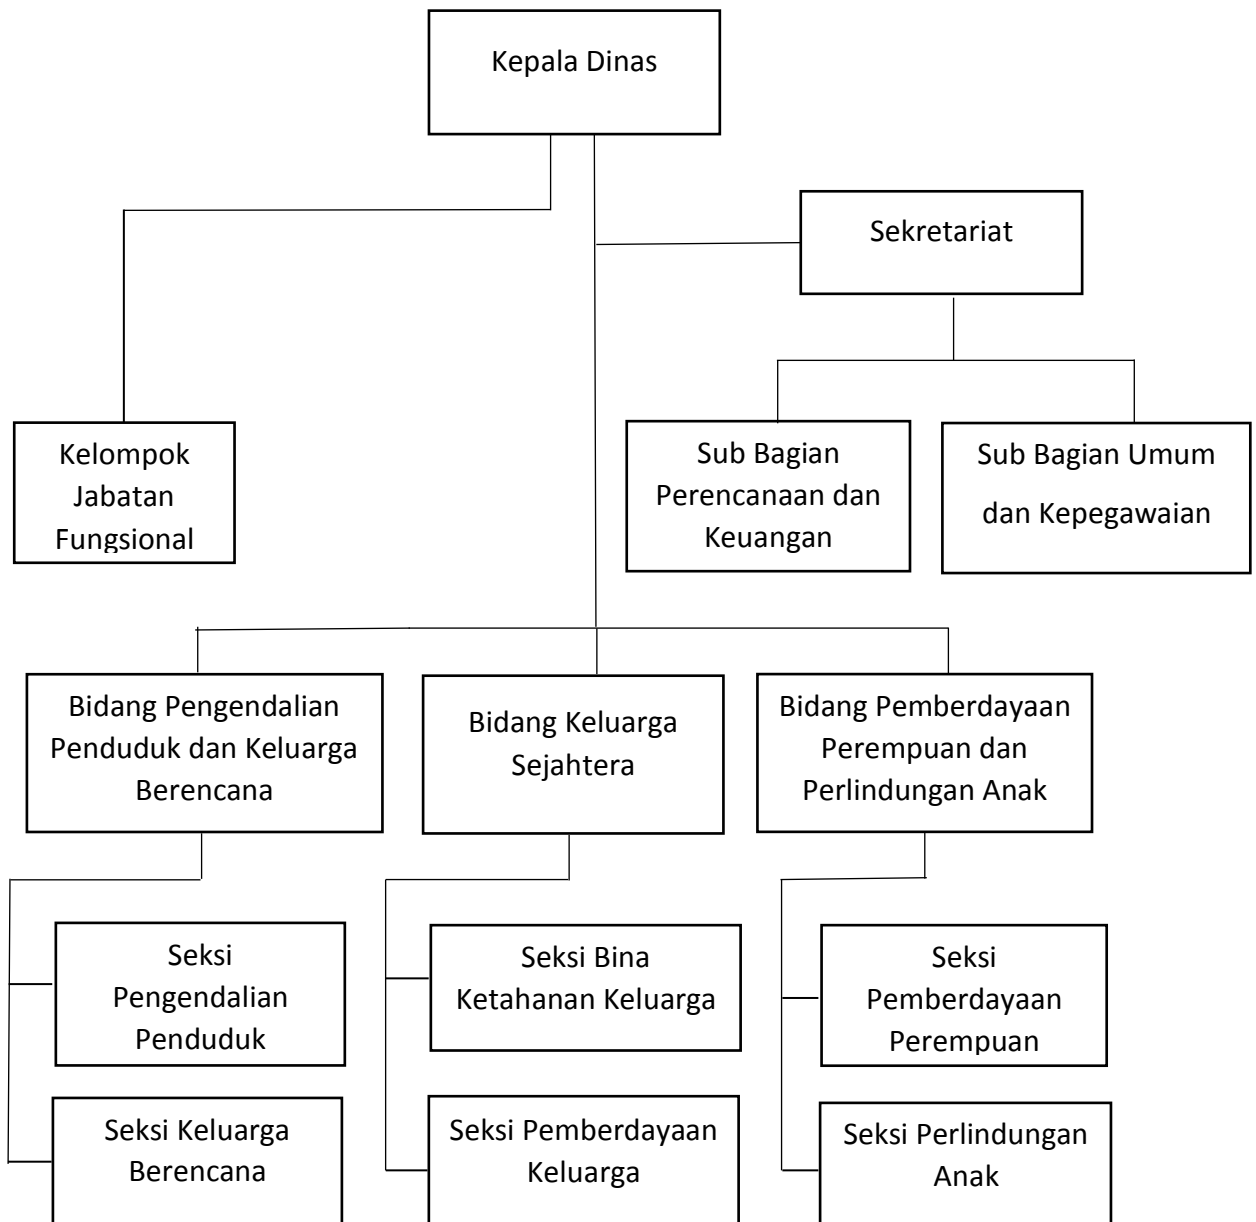 Kepala Dinas
Sekretariat
Kelompok
Jabatan
Fungsional
Sub Bagian
Perencanaan dan
Keuangan
Sub Bagian Umum
dan Kepegawaian
Bidang Pengendalian
Penduduk dan Keluarga
Berencana
Bidang Keluarga
Sejahtera
Bidang Pemberdayaan
Perempuan dan
Perlindungan Anak
Seksi
Pengendalian
Penduduk
Seksi Bina
Ketahanan Keluarga
Seksi
Pemberdayaan
Perempuan
Seksi Keluarga
Berencana
Seksi Pemberdayaan
Keluarga
Seksi Perlindungan
Anak